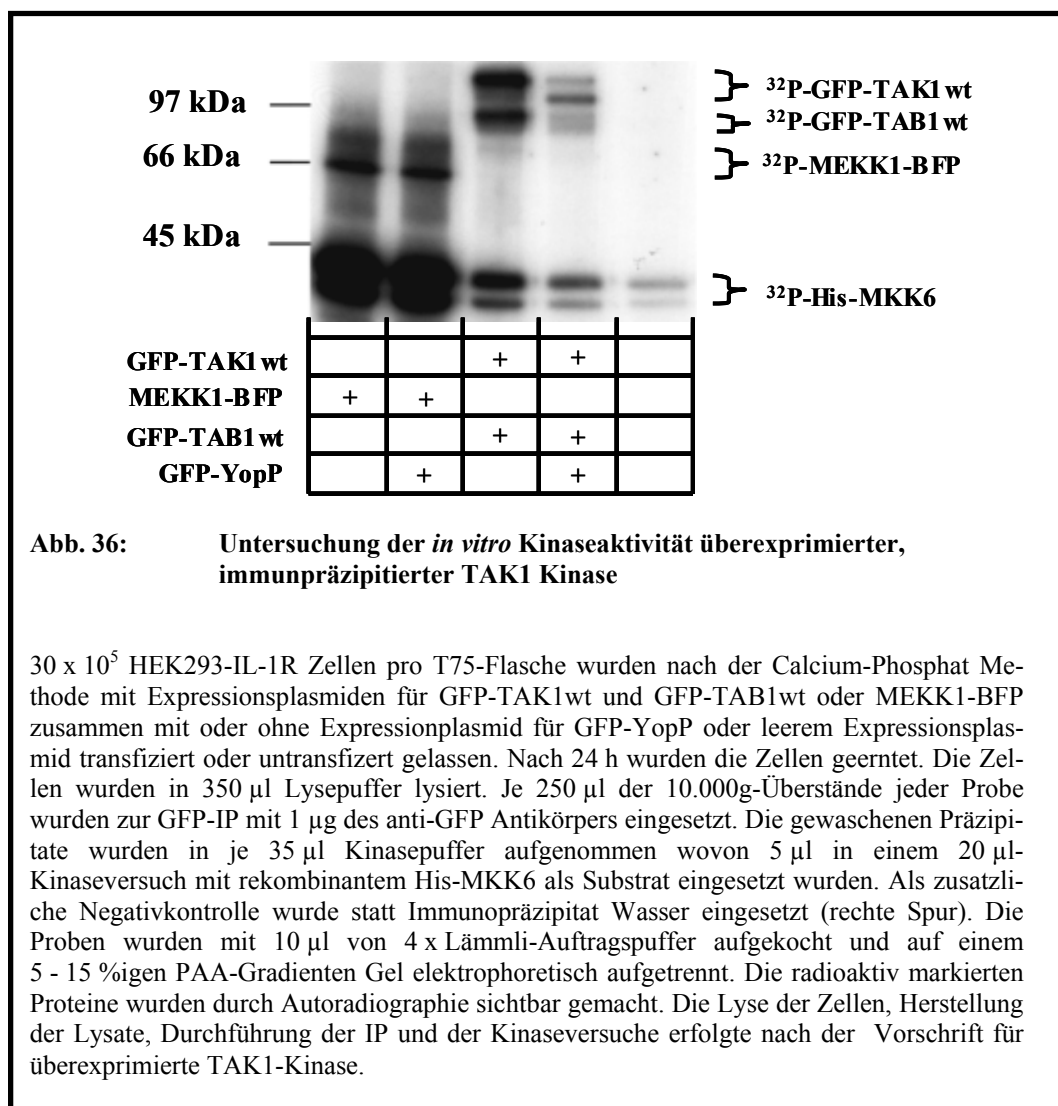 97 kDa
66 kDa
45 kDa
32P-GFP-TAK1wt
32P-GFP-TAB1wt
32P-MEKK1-BFP
32P-His-MKK6
GFP-TAK1wt + +
MEKK1-BFP + +
GFP-TAB1wt + +
GFP-YopP + +
Abb. 36: Untersuchung der in vitro Kinaseaktivität überexprimierter,
immunpräzipitierter TAK1 Kinase
30 x 10^5 HEK293-IL-1R Zellen pro T75-Flasche wurden nach der Calcium-Phosphat Me-
thode mit Expressionsplasmiden für GFP-TAK1wt und GFP-TAB1wt oder MEKK1-BFP
zusammen mit oder ohne Expressionplasmid für GFP-YopP oder leerem Expressionsplas-
mid transfiziert oder untransfizert gelassen. Nach 24 h wurden die Zellen geerntet. Die Zel-
len wurden in 350 µl Lysepuffer lysiert. Je 250 µl der 10.000g-Überstände jeder Probe
wurden zur GFP-IP mit 1 µg des anti-GFP Antikörpers eingesetzt. Die gewaschenen Präzipi-
tate wurden in je 35 µl Kinasepuffer aufgenommen wovon 5 µl in einem 20 µl-
Kinaseversuch mit rekombinantem His-MKK6 als Substrat eingesetzt wurden. Als zusatzli-
che Negativkontrolle wurde statt Immunopräzipitat Wasser eingesetzt (rechte Spur). Die
Proben wurden mit 10 µl von 4 x Lämmli-Auftragspuffer aufgekocht und auf einem
5 - 15 %igen PAA-Gradienten Gel elektrophoretisch aufgetrennt. Die radioaktiv markierten
Proteine wurden durch Autoradiographie sichtbar gemacht. Die Lyse der Zellen, Herstellung
der Lysate, Durchführung der IP und der Kinaseversuche erfolgte nach der Vorschrift für
überexprimierte TAK1-Kinase.